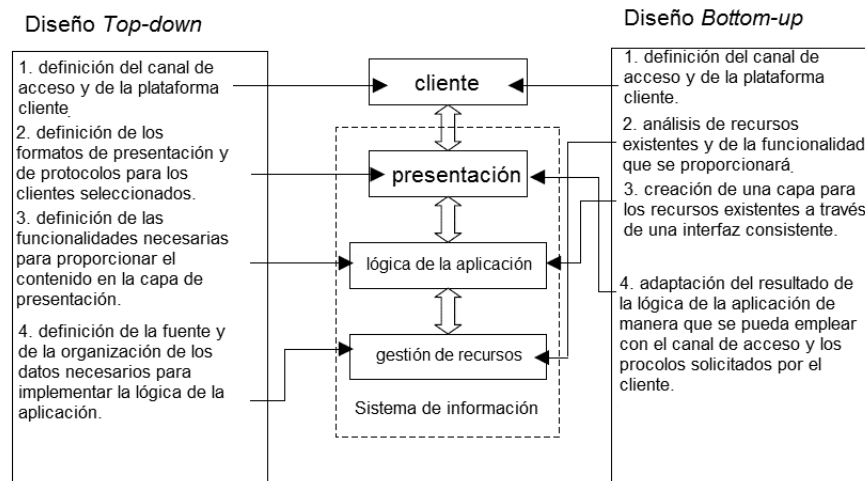 Diseño Top-down
1. definición del canal de
acceso y de la plataforma
cliente.
2. definición de los
formatos de presentación y
de protocolos para los
clientes seleccionados.
3. definición de las
funcionalidades necesarias
para proporcionar el
contenido en la capa de
presentación.
4. definición de la fuente y
de la organización de los
datos necesarios para
implementar la lógica de la
aplicación.
cliente
presentación
lógica de la aplicación
gestión de recursos
Sistema de información
Diseño Bottom-up
1. definición del canal de
acceso y de la plataforma
cliente.
2. análisis de recursos
existentes y de la funcionalidad
que se proporcionará.
3. creación de una capa para
los recursos existentes a través
de una interfaz consistente.
4. adaptación del resultado de
la lógica de la aplicación de
manera que se pueda emplear
con el canal de acceso y los
procolos solicitados por el
cliente.